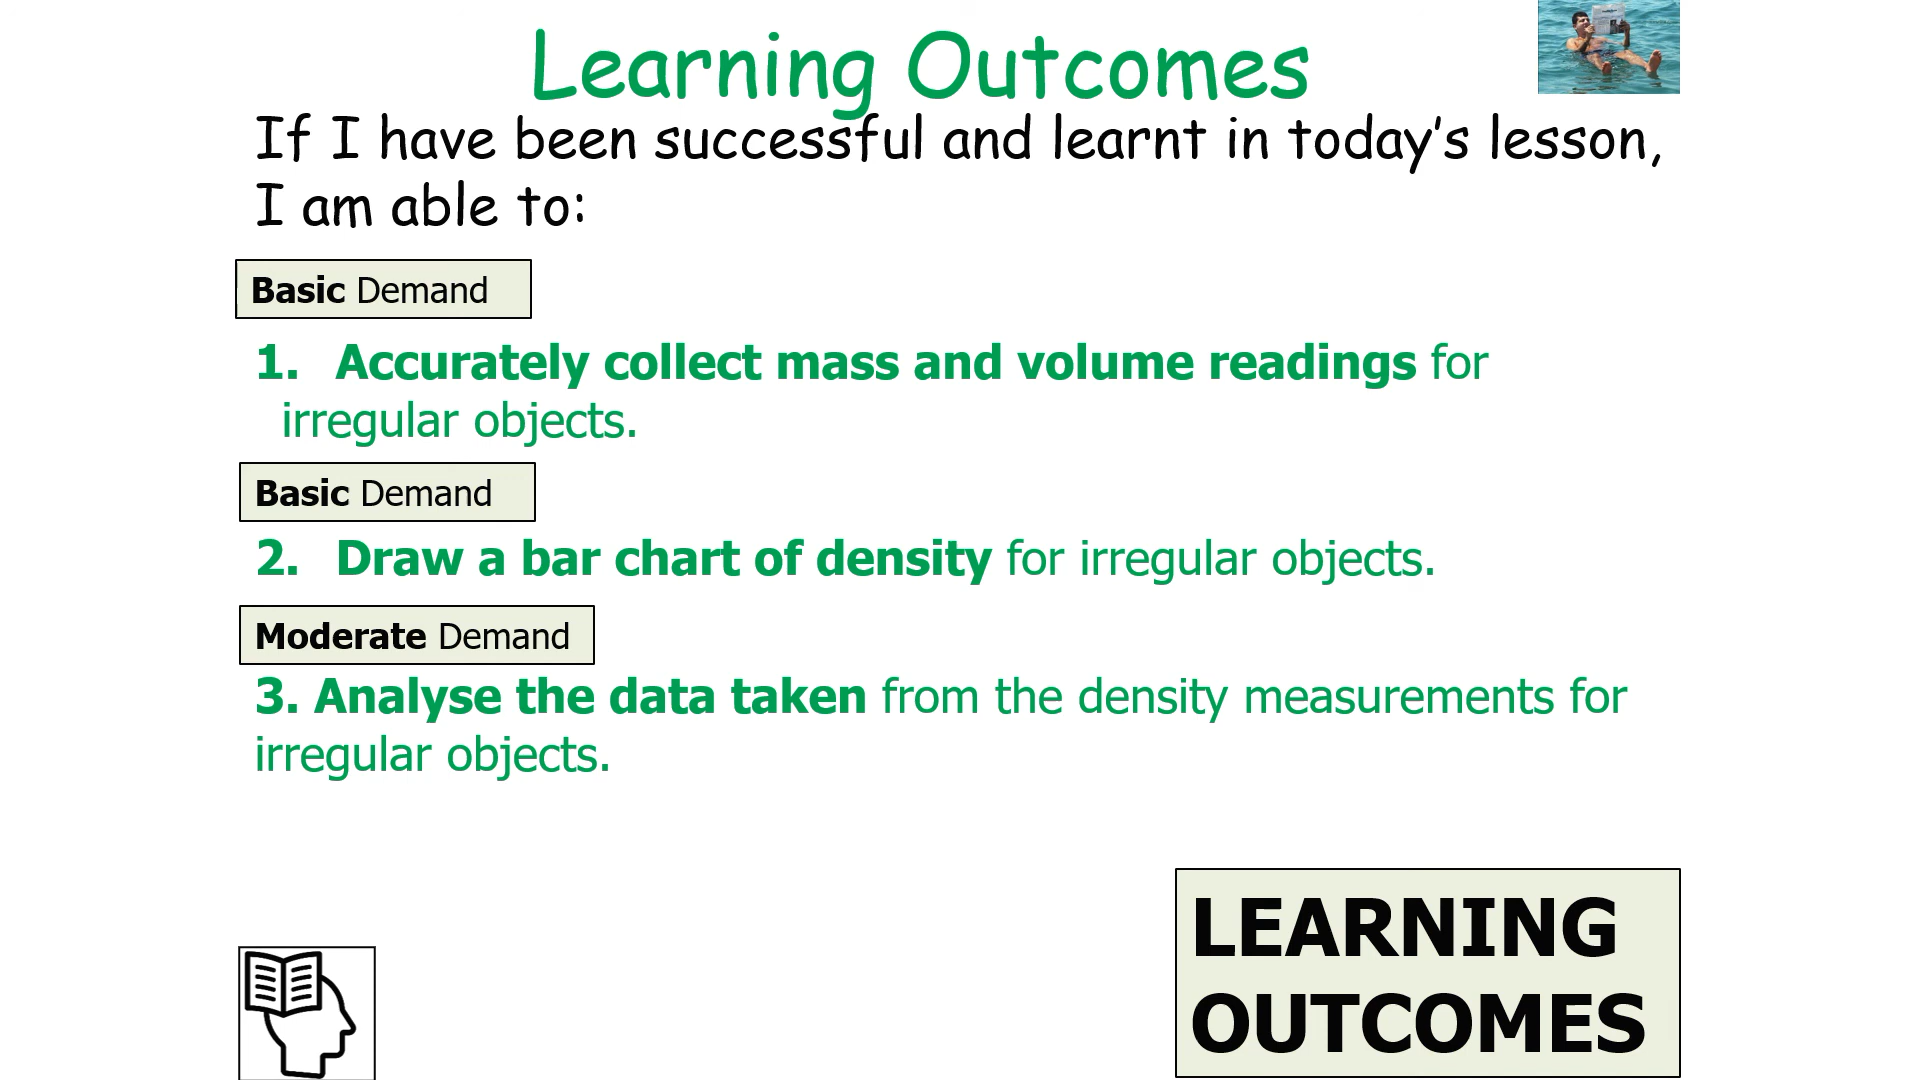 Learning Outcomes
If I have been successful and learnt in today’s lesson,
I am able to:
Basic Demand
1. Accurately collect mass and volume readings for
irregular objects.
Basic Demand
2. Draw a bar chart of density for irregular objects.
Moderate Demand
3. Analyse the data taken from the density measurements for
irregular objects.
LEARNING
OUTCOMES